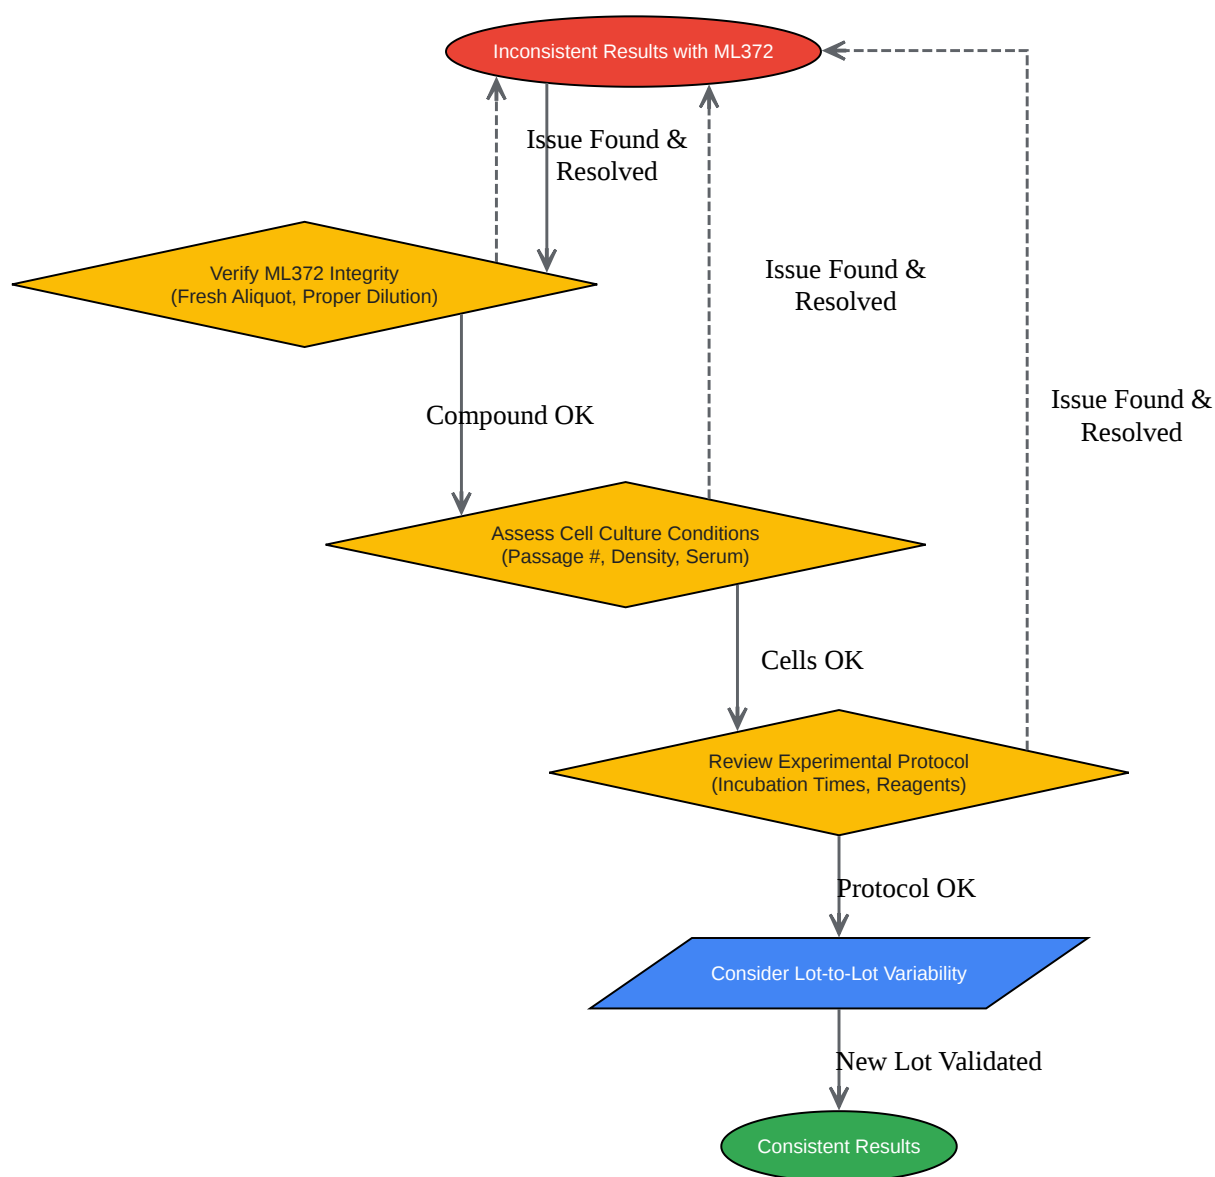 Inconsistent Results with ML372
Issue Found &
Resolved
Verify ML372 Integrity
(Fresh Aliquot, Proper Dilution)
Issue Found &
Resolved
Compound OK
Issue Found &
Resolved
Assess Cell Culture Conditions
(Passage #, Density, Serum)
Cells OK
Review Experimental Protocol
(Incubation Times, Reagents)
Protocol OK
Consider Lot-to-Lot Variability
New Lot Validated
Consistent Results